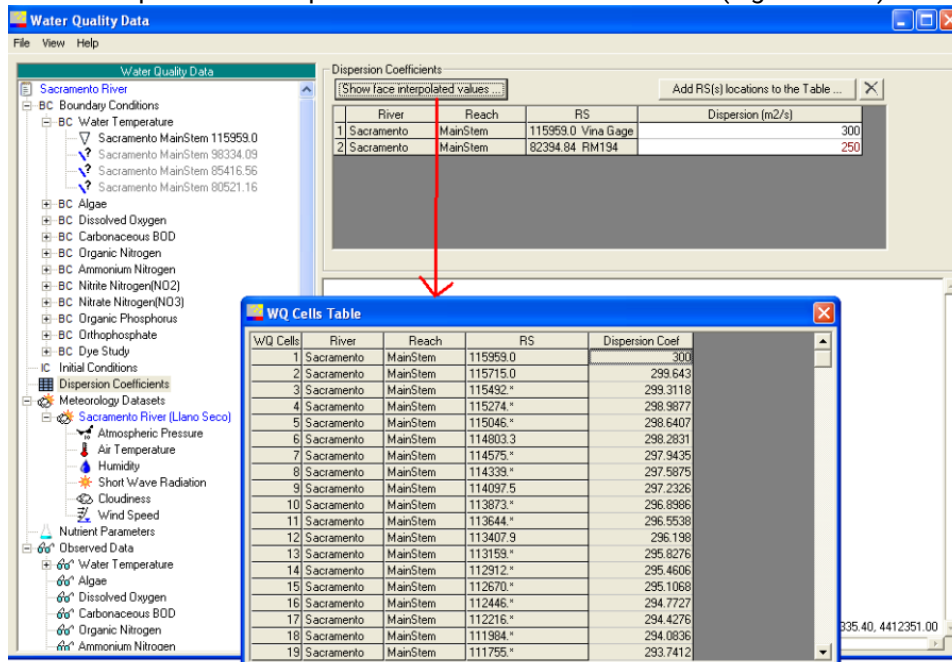 Water Quality Data
File View Help
Water Quality Data
Sacramento River
BC Boundary Conditions
BC Water Temperature
Sacramento MainStem 115959.0
Sacramento MainStem 98334.09
Sacramento MainStem 85416.56
Sacramento MainStem 80521.16
BC Algae
BC Dissolved Oxygen
BC Carbonaceous BOD
BC Organic Nitrogen
BC Ammonium Nitrogen
BC Nitrite Nitrogen(NO2)
BC Nitrate Nitrogen(NO3)
BC Organic Phosphorus
BC Orthophosphate
BC Dye Study
IC Initial Conditions
Dispersion Coefficients
Meteorology Datasets
Sacramento River (Llano Seco)
Atmospheric Pressure
Air Temperature
Humidity
Short Wave Radiation
Cloudiness
Wind Speed
Nutrient Parameters
Observed Data
Water Temperature
Algae
Dissolved Oxygen
Carbonaceous BOD
Organic Nitrogen
Ammonium Nitrogen
Dispersion Coefficients
Show face interpolated values ...
Add RS(s) locations to the Table ...
River Reach RS Dispersion (m2/s)
1 Sacramento MainStem 115959.0 Vina Gage 300
2 Sacramento MainStem 82394.84 RM194 250
WQ Cells Table
WQ Cells River Reach RS Dispersion Coef
1 Sacramento MainStem 115959.0 300
2 Sacramento MainStem 115715.0 299.643
3 Sacramento MainStem 115492.* 299.3118
4 Sacramento MainStem 115274.* 298.9877
5 Sacramento MainStem 115046.* 298.6407
6 Sacramento MainStem 114803.3 298.2831
7 Sacramento MainStem 114575.* 297.9435
8 Sacramento MainStem 114339.* 297.5875
9 Sacramento MainStem 114097.5 297.2326
10 Sacramento MainStem 113873.* 296.8986
11 Sacramento MainStem 113644.* 296.5538
12 Sacramento MainStem 113407.9 296.198
13 Sacramento MainStem 113159.* 295.8276
14 Sacramento MainStem 112912.* 295.4606
15 Sacramento MainStem 112670.* 295.1068
16 Sacramento MainStem 112446.* 294.7727
17 Sacramento MainStem 112216.* 294.4276
18 Sacramento MainStem 111984.* 294.0836
19 Sacramento MainStem 111755.* 293.7412
335.40, 4412351.00